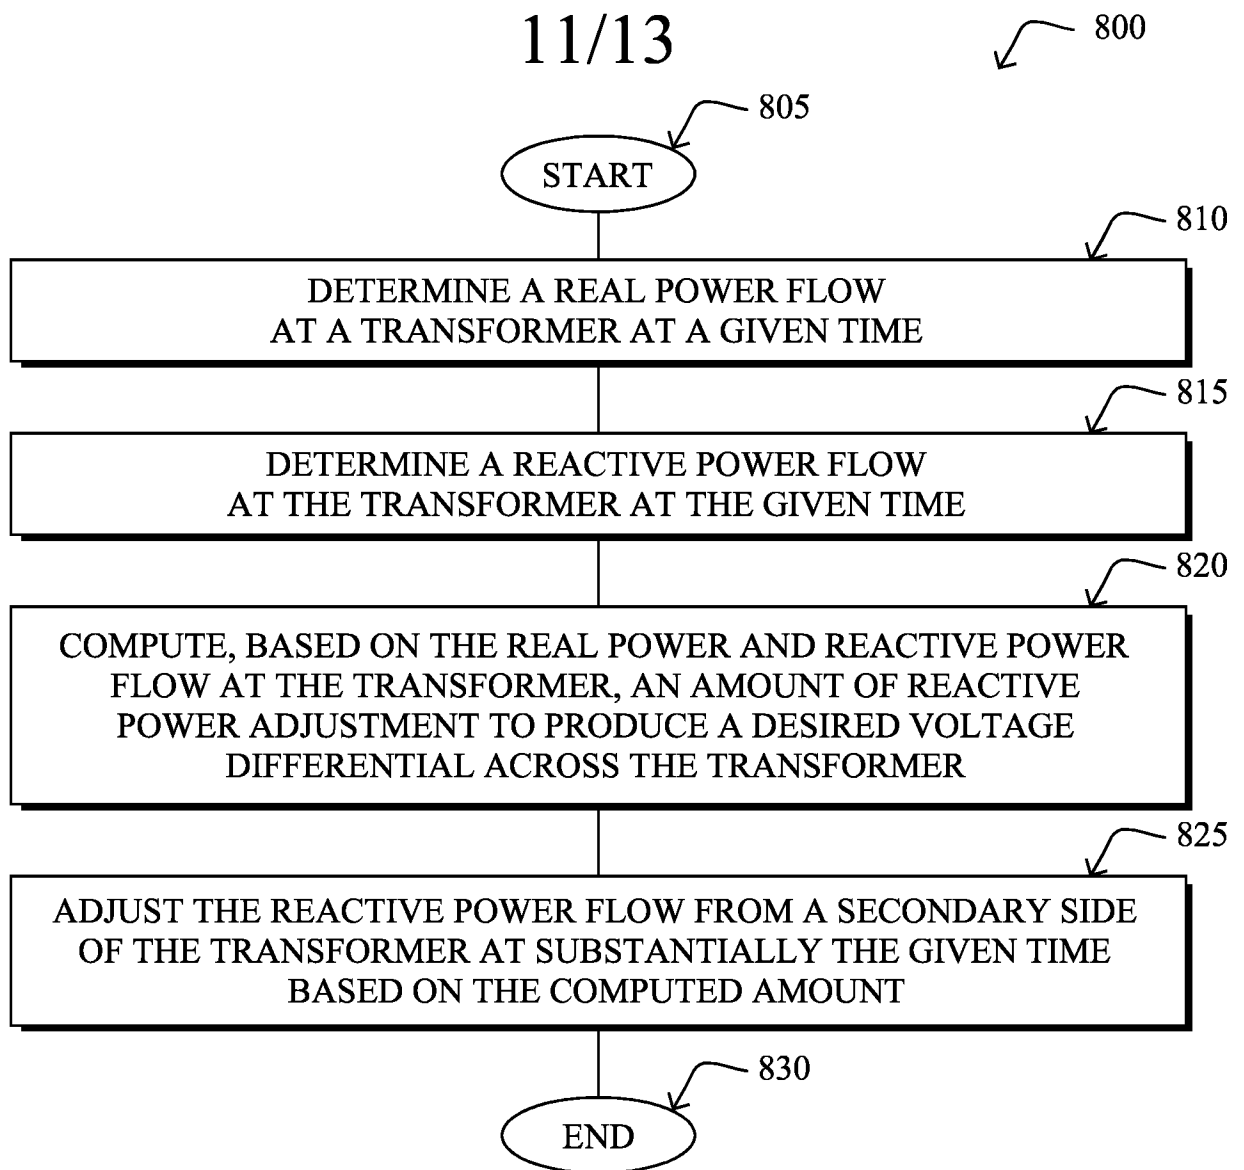 11/13
800
805
START
810
DETERMINE A REAL POWER FLOW
AT A TRANSFORMER AT A GIVEN TIME
815
DETERMINE A REACTIVE POWER FLOW
AT THE TRANSFORMER AT THE GIVEN TIME
820
COMPUTE, BASED ON THE REAL POWER AND REACTIVE POWER
FLOW AT THE TRANSFORMER, AN AMOUNT OF REACTIVE
POWER ADJUSTMENT TO PRODUCE A DESIRED VOLTAGE
DIFFERENTIAL ACROSS THE TRANSFORMER
825
ADJUST THE REACTIVE POWER FLOW FROM A SECONDARY SIDE
OF THE TRANSFORMER AT SUBSTANTIALLY THE GIVEN TIME
BASED ON THE COMPUTED AMOUNT
830
END